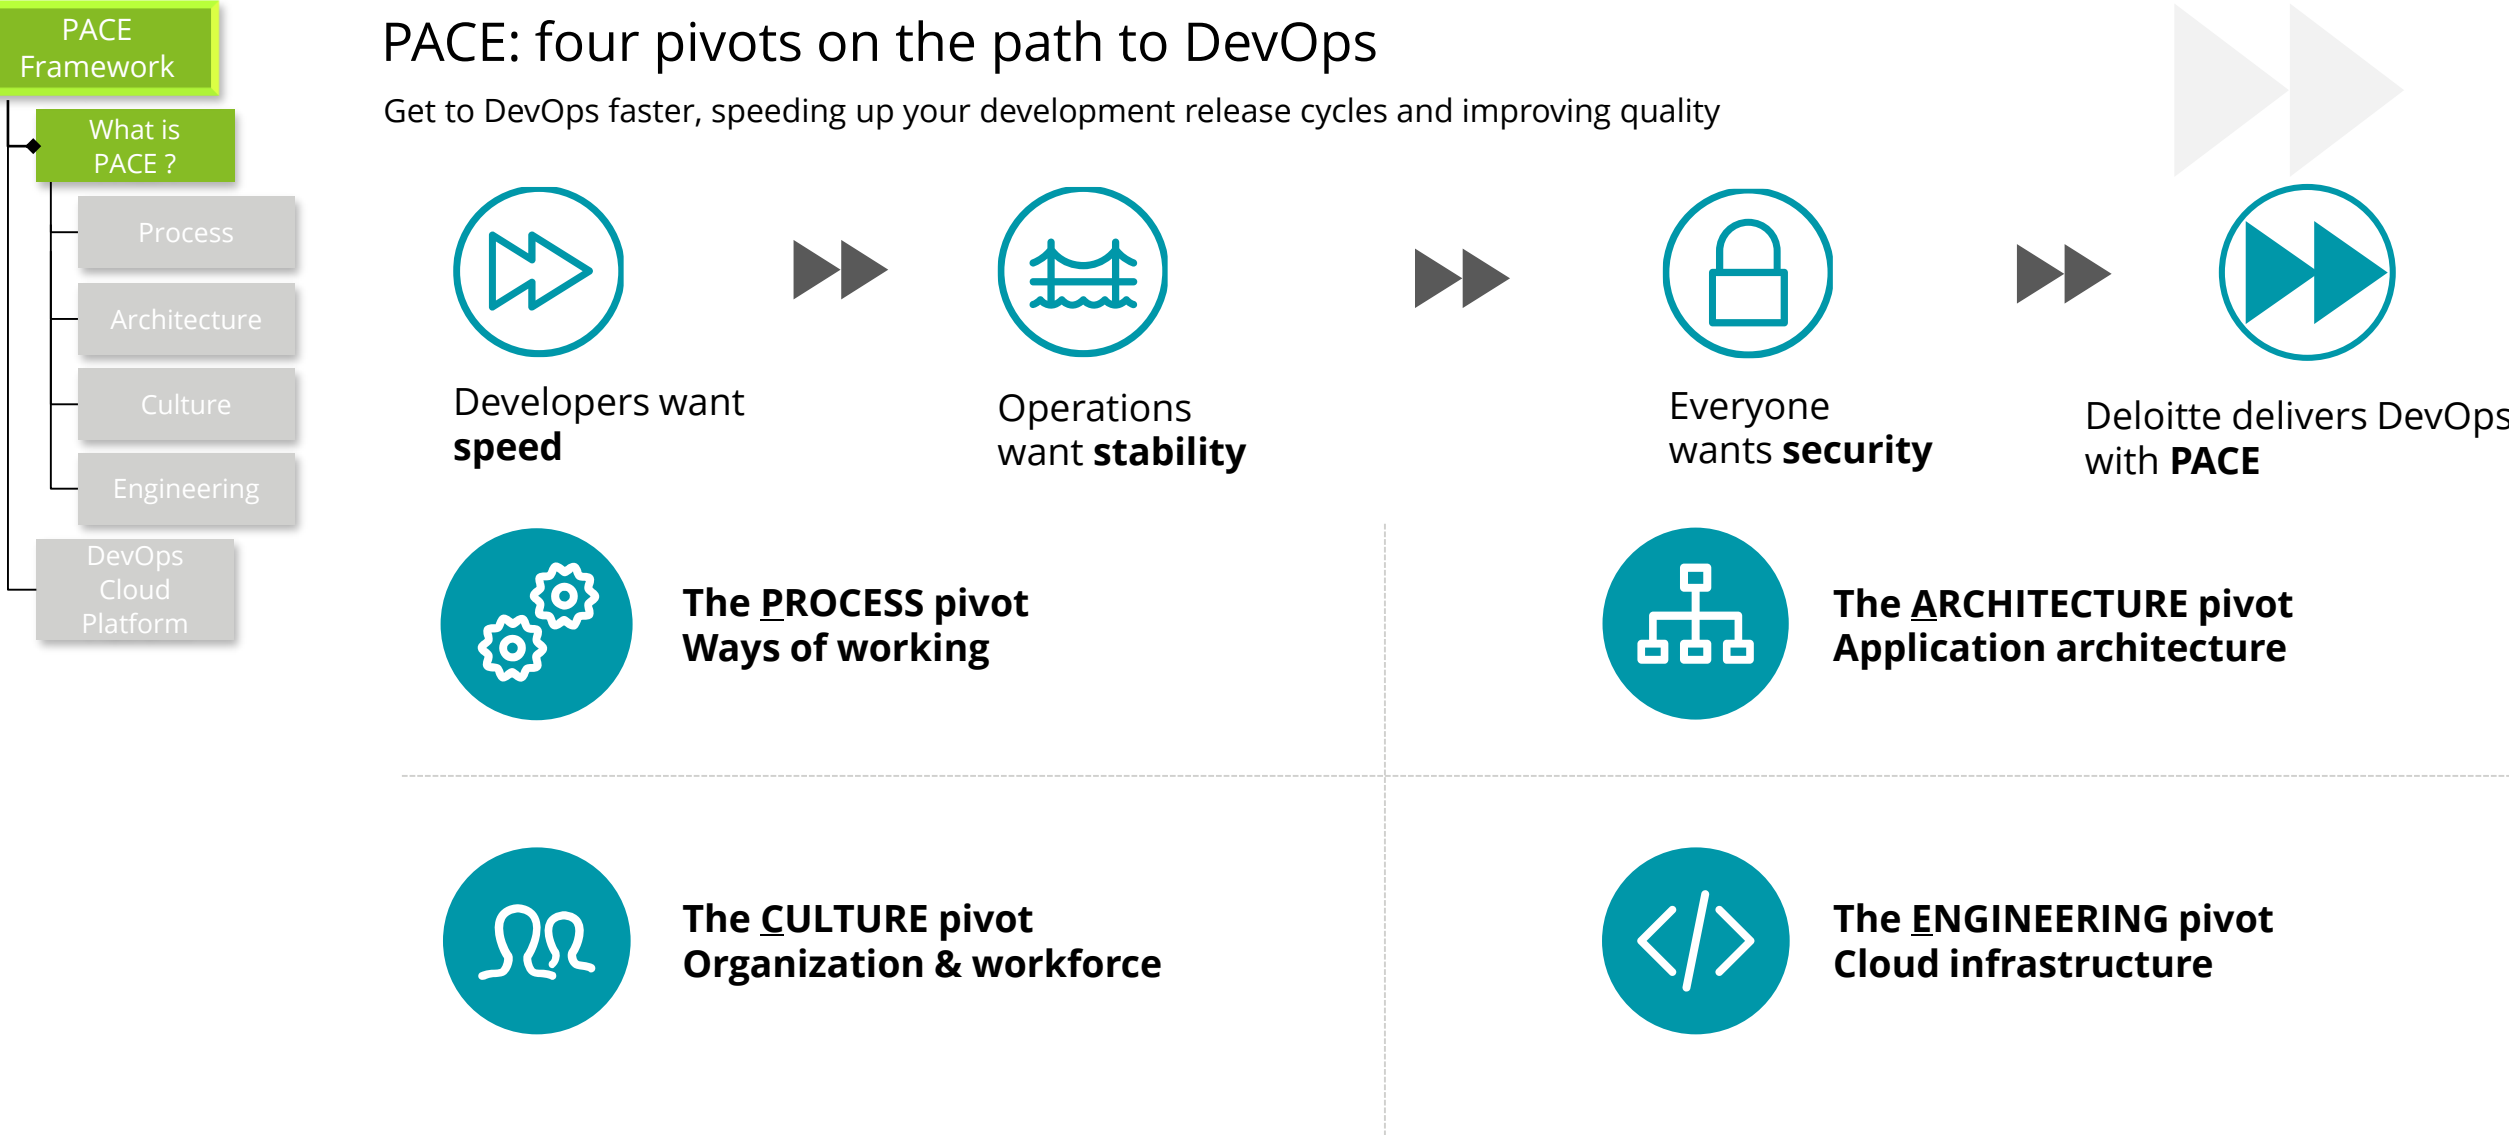 PACE
Framework
What is
PACE ?
Process
Architecture
Culture
Engineering
DevOps
Cloud
Platform
PACE: four pivots on the path to DevOps
Get to DevOps faster, speeding up your development release cycles and improving quality
Developers want
speed
Operations
want stability
Everyone
wants security
Deloitte delivers DevOps
with PACE
The PROCESS pivot
Ways of working
The ARCHITECTURE pivot
Application architecture
The CULTURE pivot
Organization & workforce
The ENGINEERING pivot
Cloud infrastructure